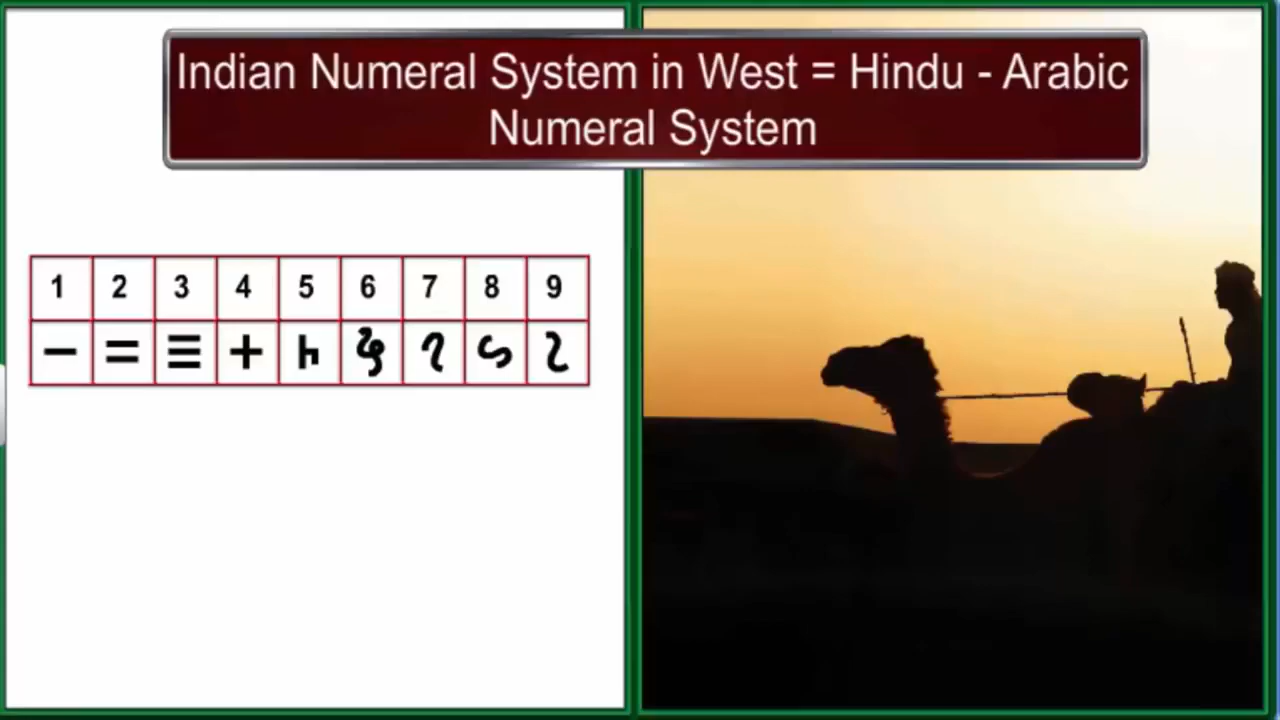 Indian Numeral System in West = Hindu - Arabic
Numeral System
1 2 3 4 5 6 7 8 9